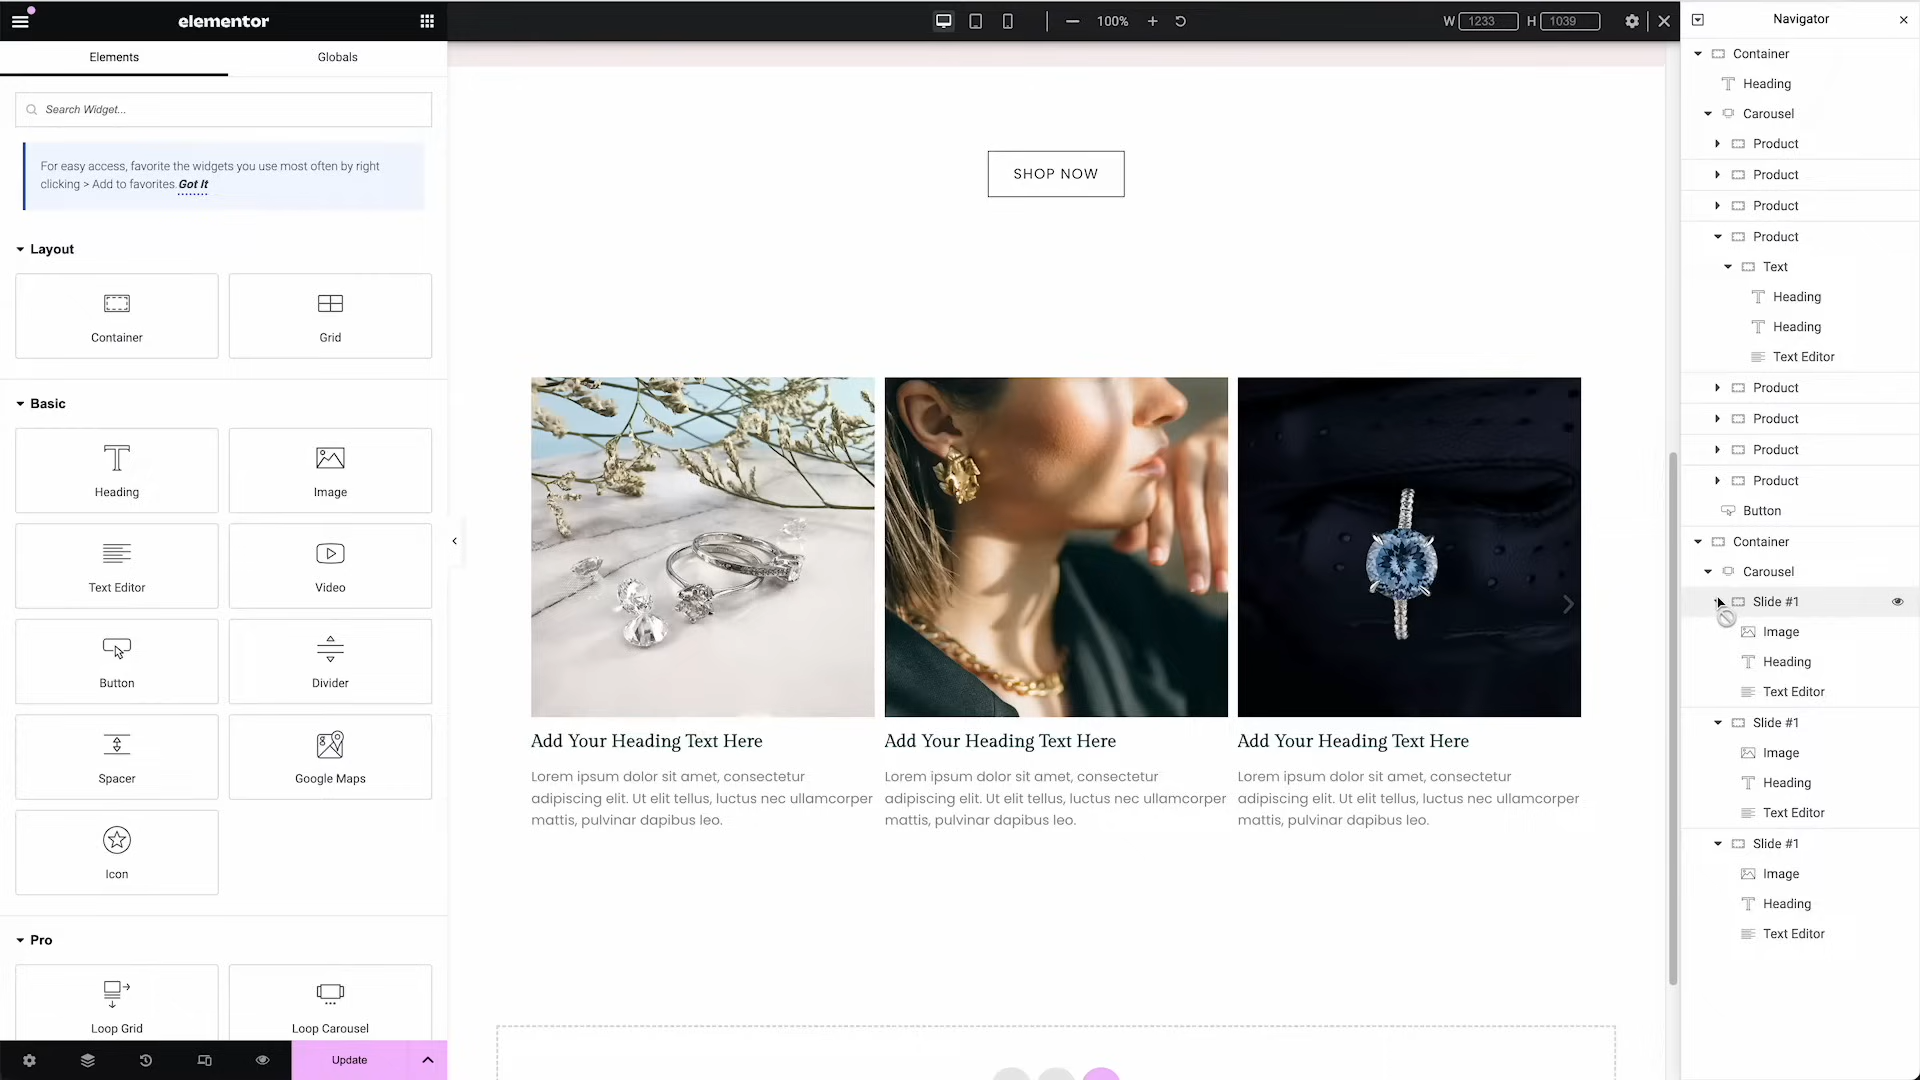 elementor
100%
W 1233 H 1039
Elements
Globals
Search Widget...
For easy access, favorite the widgets you use most often by right
clicking > Add to favorites. Got It
Layout
Container
Grid
Basic
Heading
Image
Text Editor
Video
Button
Divider
Spacer
Google Maps
Icon
Pro
Loop Grid
Loop Carousel
Update
SHOP NOW
Add Your Heading Text Here
Lorem ipsum dolor sit amet, consectetur
adipiscing elit. Ut elit tellus, luctus nec ullamcorper
mattis, pulvinar dapibus leo.
Add Your Heading Text Here
Lorem ipsum dolor sit amet, consectetur
adipiscing elit. Ut elit tellus, luctus nec ullamcorper
mattis, pulvinar dapibus leo.
Add Your Heading Text Here
Lorem ipsum dolor sit amet, consectetur
adipiscing elit. Ut elit tellus, luctus nec ullamcorper
mattis, pulvinar dapibus leo.
Navigator
Container
Heading
Carousel
Product
Product
Product
Product
Text
Heading
Heading
Text Editor
Product
Product
Product
Product
Button
Container
Carousel
Slide #1
Image
Heading
Text Editor
Slide #1
Image
Heading
Text Editor
Slide #1
Image
Heading
Text Editor